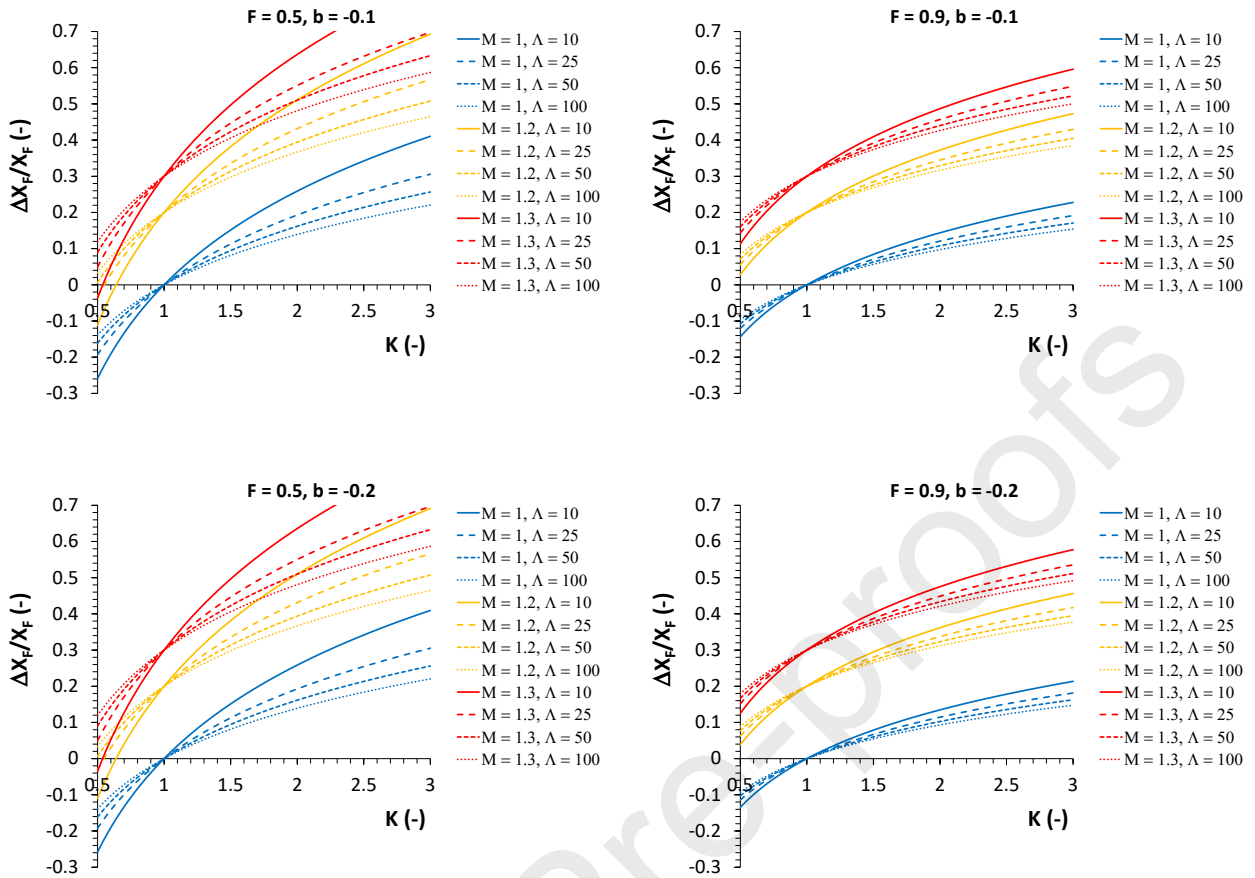 F = 0.5, b = -0.1
0.7
0.6
0.5
0.4
0.3
0.2
0.1
0
-0.1
-0.2
-0.3
ΔX_F/X_F (-)
0.5 1 1.5 2 2.5 3
K (-)
M = 1, Λ = 10
M = 1, Λ = 25
M = 1, Λ = 50
M = 1, Λ = 100
M = 1.2, Λ = 10
M = 1.2, Λ = 25
M = 1.2, Λ = 50
M = 1.2, Λ = 100
M = 1.3, Λ = 10
M = 1.3, Λ = 25
M = 1.3, Λ = 50
M = 1.3, Λ = 100
F = 0.9, b = -0.1
0.7
0.6
0.5
0.4
0.3
0.2
0.1
0
-0.1
-0.2
-0.3
ΔX_F/X_F (-)
0.5 1 1.5 2 2.5 3
K (-)
M = 1, Λ = 10
M = 1, Λ = 25
M = 1, Λ = 50
M = 1, Λ = 100
M = 1.2, Λ = 10
M = 1.2, Λ = 25
M = 1.2, Λ = 50
M = 1.2, Λ = 100
M = 1.3, Λ = 10
M = 1.3, Λ = 25
M = 1.3, Λ = 50
M = 1.3, Λ = 100
F = 0.5, b = -0.2
0.7
0.6
0.5
0.4
0.3
0.2
0.1
0
-0.1
-0.2
-0.3
ΔX_F/X_F (-)
0.5 1 1.5 2 2.5 3
K (-)
M = 1, Λ = 10
M = 1, Λ = 25
M = 1, Λ = 50
M = 1, Λ = 100
M = 1.2, Λ = 10
M = 1.2, Λ = 25
M = 1.2, Λ = 50
M = 1.2, Λ = 100
M = 1.3, Λ = 10
M = 1.3, Λ = 25
M = 1.3, Λ = 50
M = 1.3, Λ = 100
F = 0.9, b = -0.2
0.7
0.6
0.5
0.4
0.3
0.2
0.1
0
-0.1
-0.2
-0.3
ΔX_F/X_F (-)
0.5 1 1.5 2 2.5 3
K (-)
M = 1, Λ = 10
M = 1, Λ = 25
M = 1, Λ = 50
M = 1, Λ = 100
M = 1.2, Λ = 10
M = 1.2, Λ = 25
M = 1.2, Λ = 50
M = 1.2, Λ = 100
M = 1.3, Λ = 10
M = 1.3, Λ = 25
M = 1.3, Λ = 50
M = 1.3, Λ = 100
Pre-proofs